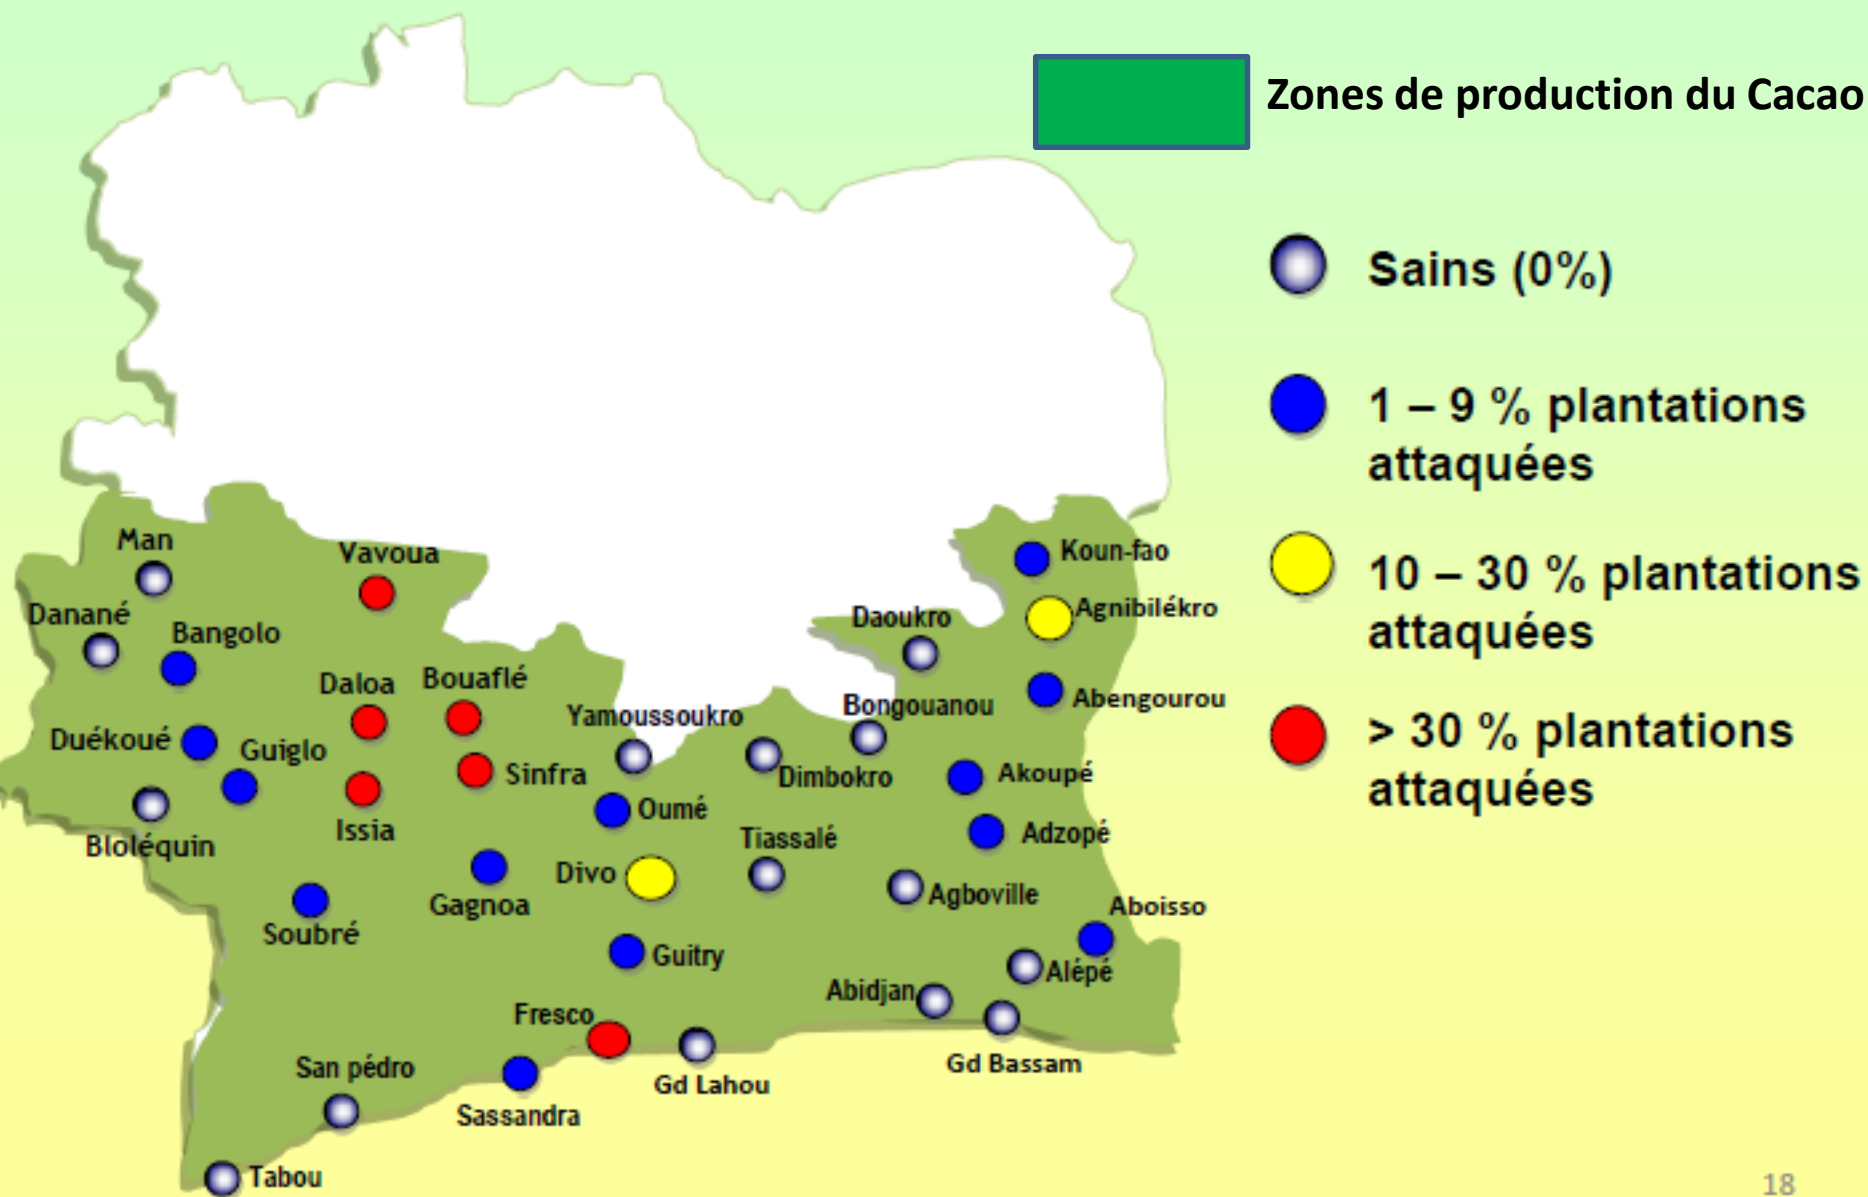 Zones de production du Cacao
Sains (0%)
1 – 9 % plantations
attaquées
10 – 30 % plantations
attaquées
> 30 % plantations
attaquées
Man
Vavoua
Koun-fao
Danané
Bangolo
Daoukro
Agnibilékro
Daloa
Bouaflé
Yamoussoukro
Bongouanou
Abengourou
Duékoué
Guiglo
Sinfra
Dimbokro
Akoupé
Issia
Oumé
Tiassalé
Adzopé
Bloléquin
Divo
Agboville
Gagnoa
Aboisso
Soubré
Guitry
Alépé
Abidjan
Fresco
Gd Bassam
San pédro
Gd Lahou
Sassandra
Tabou
18